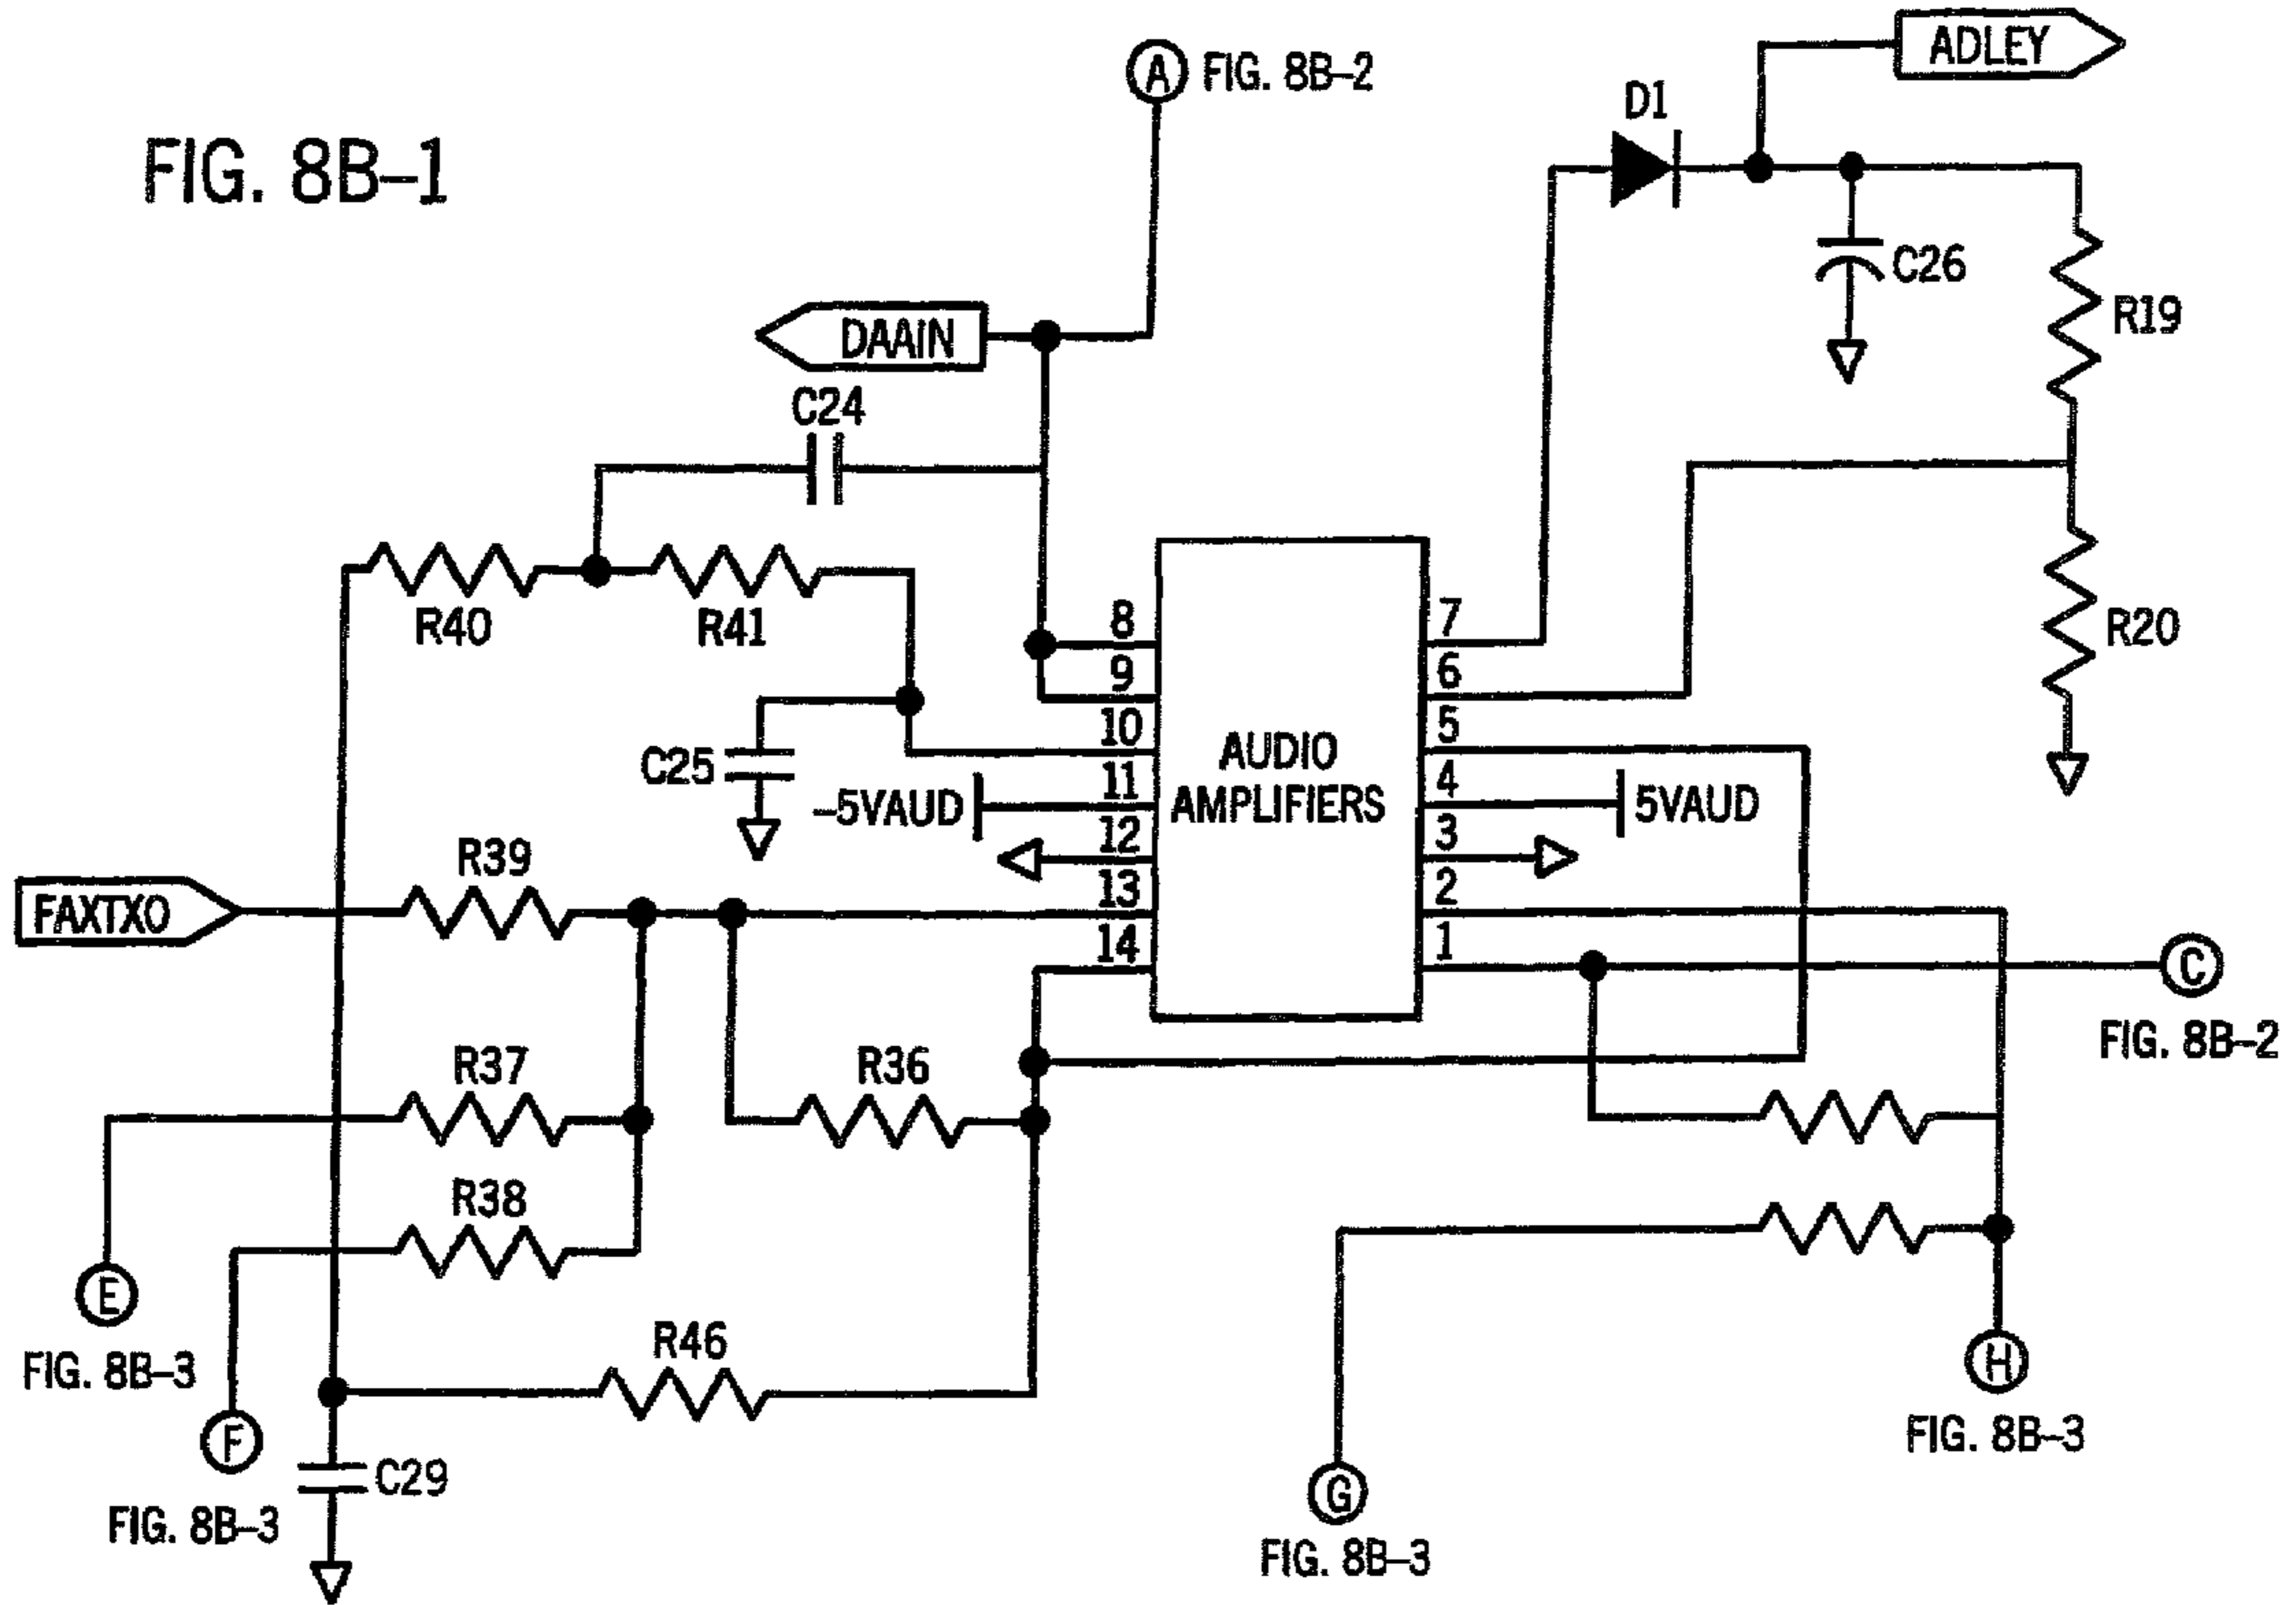 FIG. 8B-1
A FIG. 8B-2
ADLEY
D1
C26
R19
DAAIN
C24
R40
R41
R20
C25
-5VAUD
AUDIO
AMPLIFIERS
8
9
10
11
12
13
14
7
6
5
4
3
2
1
5VAUD
FAXTXO
R39
C
FIG. 8B-2
R37
R36
R38
E
FIG. 8B-3
F
FIG. 8B-3
R46
C29
H
FIG. 8B-3
G
FIG. 8B-3